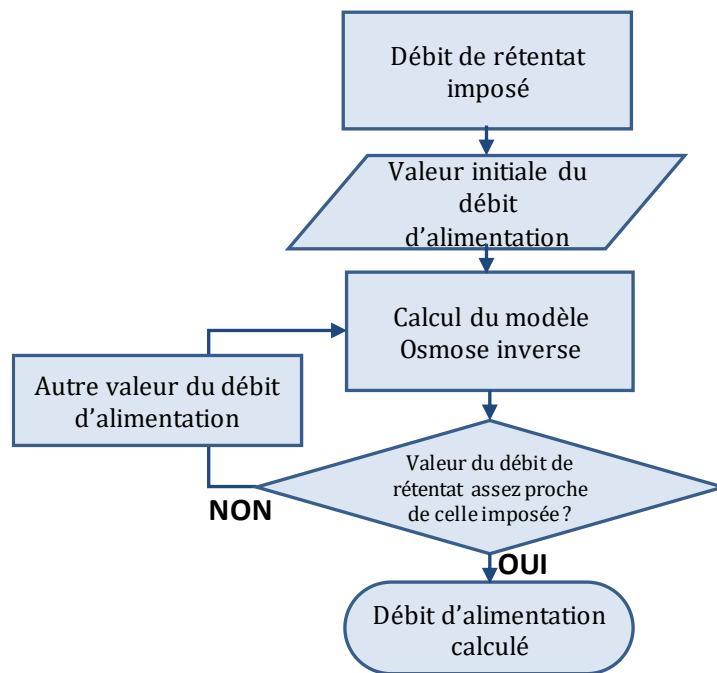 Débit de rétentat
imposé
Valeur initiale du
débit
d'alimentation
Calcul du modèle
Osmose inverse
Autre valeur du débit
d'alimentation
Valeur du débit de
rétentat assez proche
de celle imposée ?
NON
OUI
Débit d'alimentation
calculé